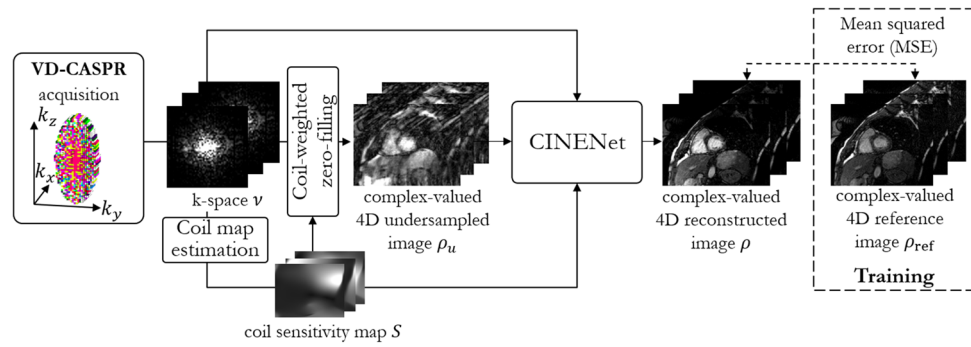 VD-CASPR
acquisition
k_z
k_x
k_y
k-space ν
Coil map
estimation
Coil-weighted
zero-filling
complex-valued
4D undersampled
image ρ_u
coil sensitivity map S
CINENet
complex-valued
4D reconstructed
image ρ
Mean squared
error (MSE)
complex-valued
4D reference
image ρ_ref
Training